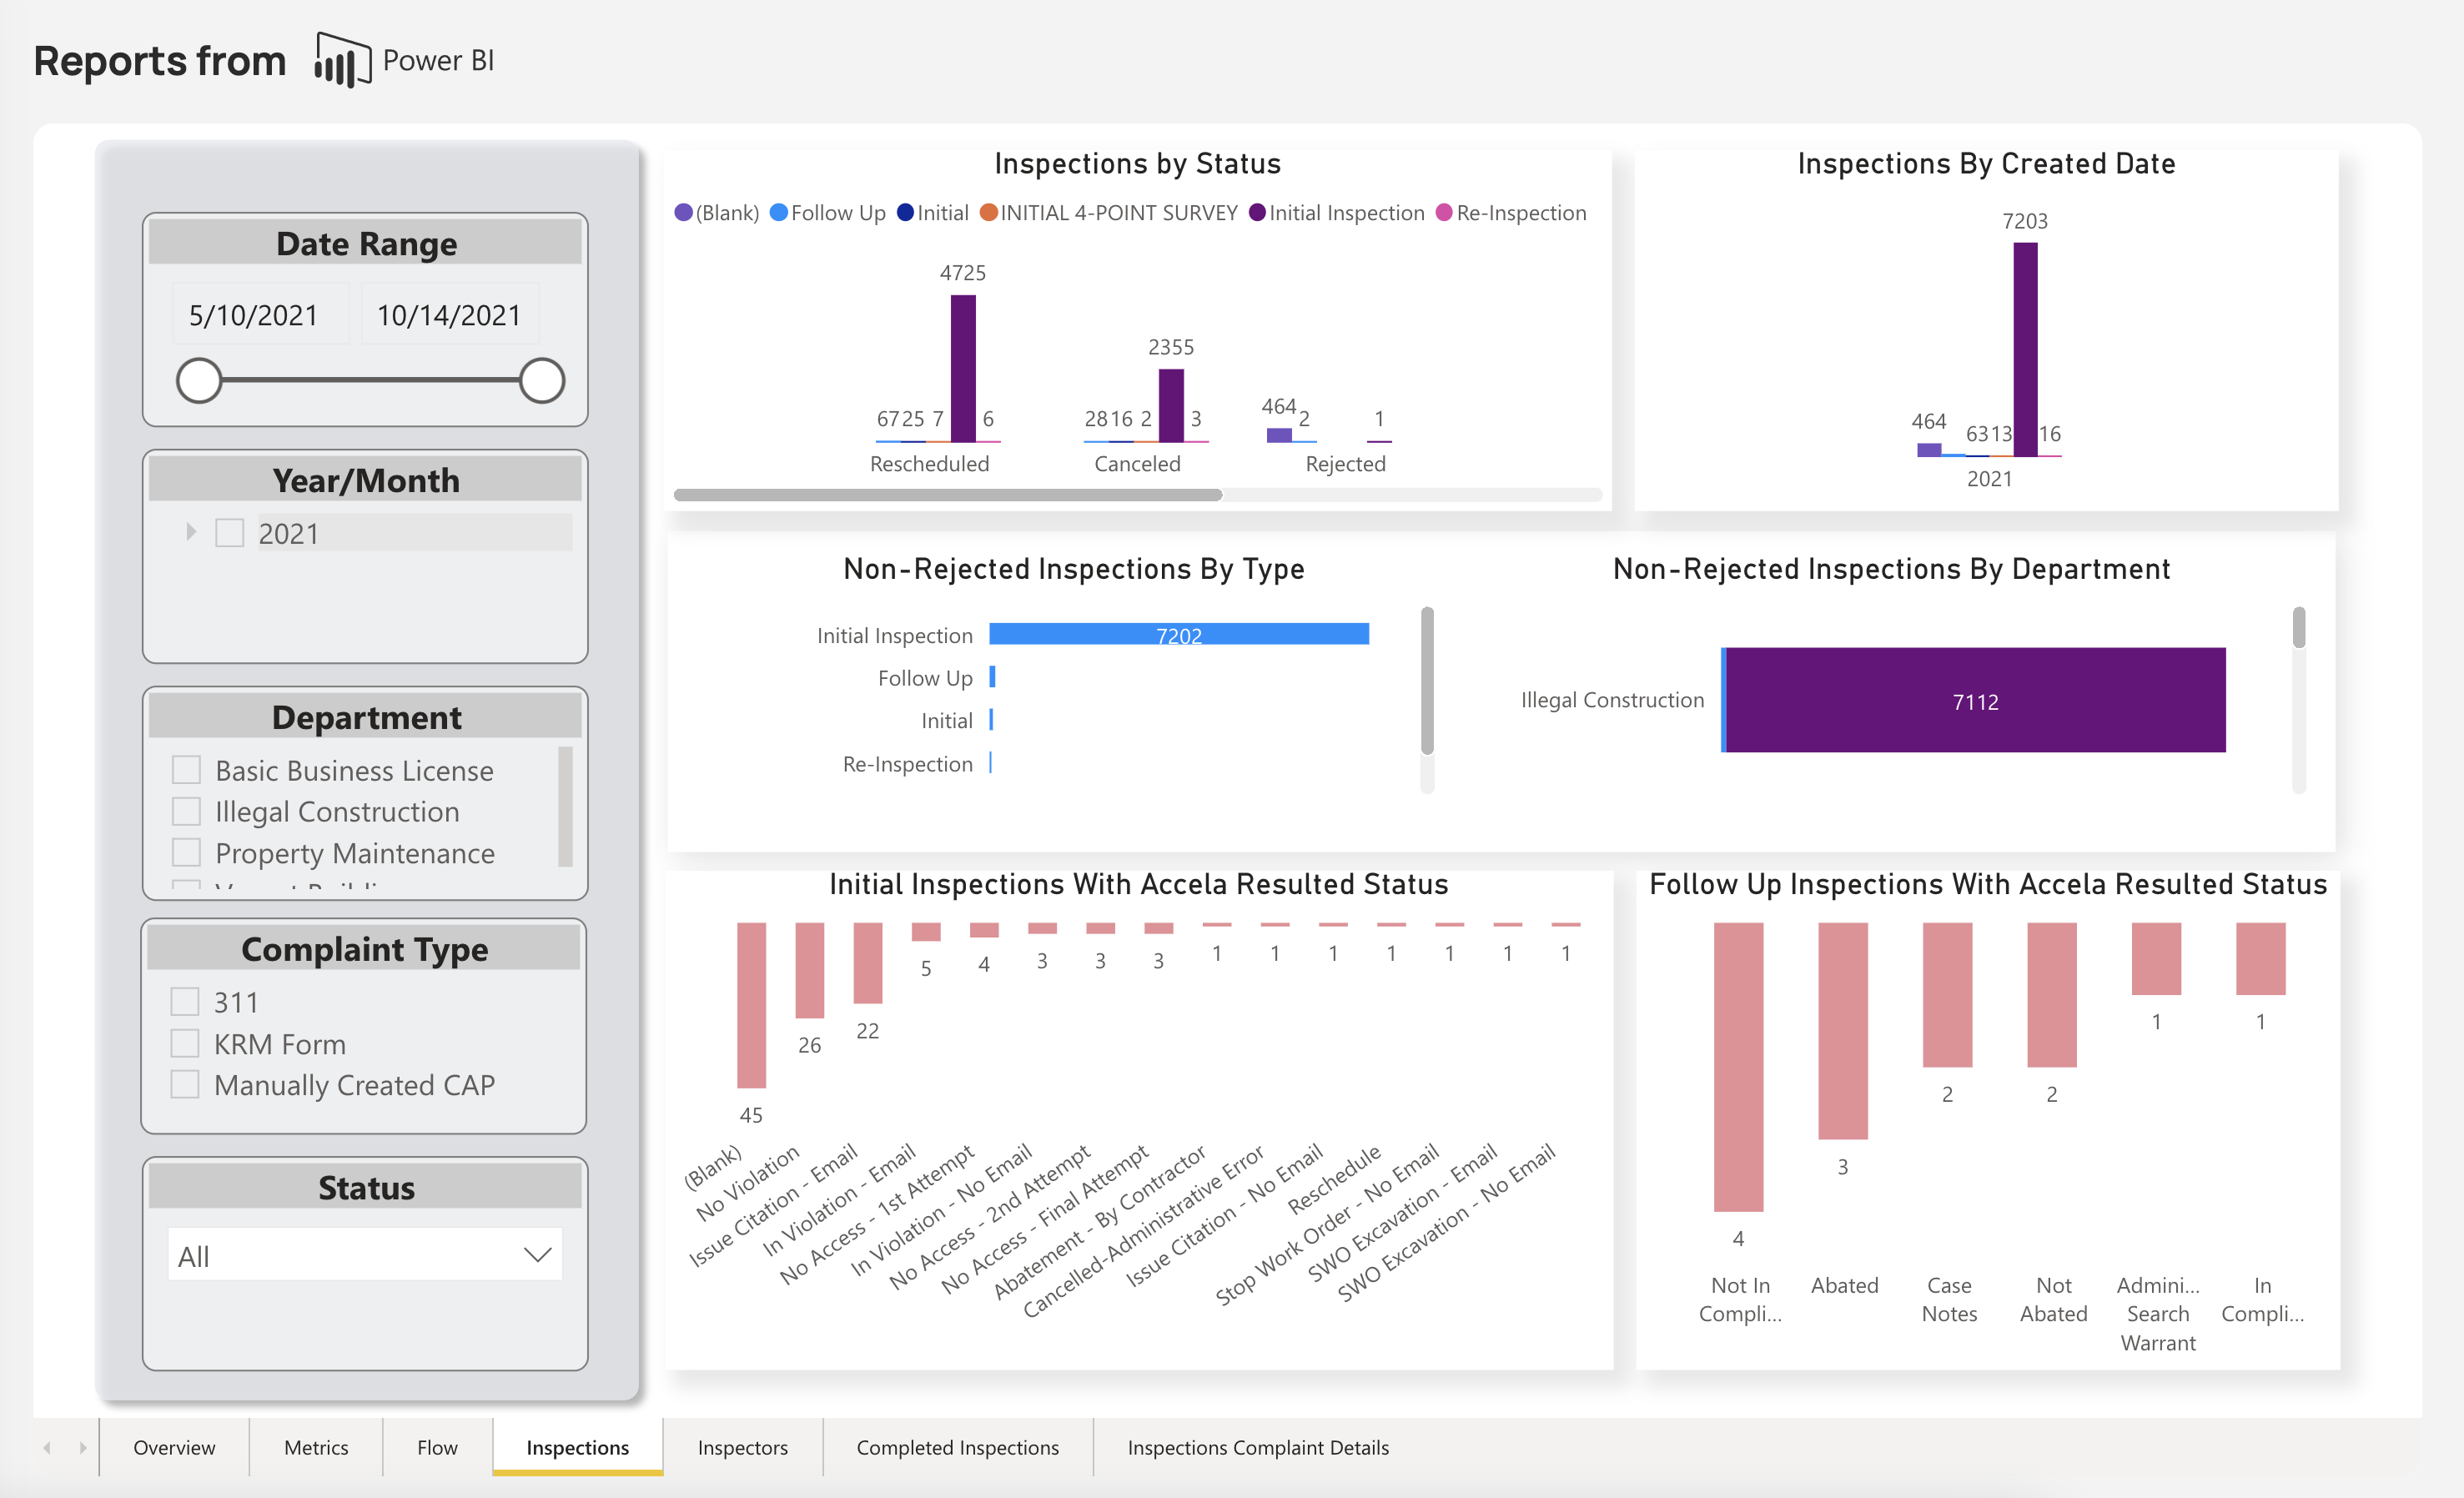 Reports from Power BI
Date Range
5/10/2021 10/14/2021
Year/Month
2021
Department
Basic Business License
Illegal Construction
Property Maintenance
Complaint Type
311
KRM Form
Manually Created CAP
Status
All
Inspections by Status
(Blank) Follow Up Initial INITIAL 4-POINT SURVEY Initial Inspection Re-Inspection
4725
2355
67 25 7 6
28 16 2 3
464 2 1
Rescheduled Canceled Rejected
Inspections By Created Date
7203
464 63 13 16
2021
Non-Rejected Inspections By Type
Initial Inspection 7202
Follow Up
Initial
Re-Inspection
Non-Rejected Inspections By Department
Illegal Construction 7112
Initial Inspections With Accela Resulted Status
45 26 22 5 4 3 3 3 1 1 1 1 1 1 1
(Blank)
No Violation
Issue Citation - Email
In Violation - Email
No Access - 1st Attempt
In Violation - No Email
No Access - 2nd Attempt
No Access - Final Attempt
Abatement - By Contractor
Cancelled-Administrative Error
Issue Citation - No Email
Reschedule
Stop Work Order - No Email
SWO Excavation - Email
SWO Excavation - No Email
Follow Up Inspections With Accela Resulted Status
4 3 2 2 1 1
Not In Compli...
Abated
Case Notes
Not Abated
Admini... Search Warrant
In Compli...
Overview Metrics Flow Inspections Inspectors Completed Inspections Inspections Complaint Details